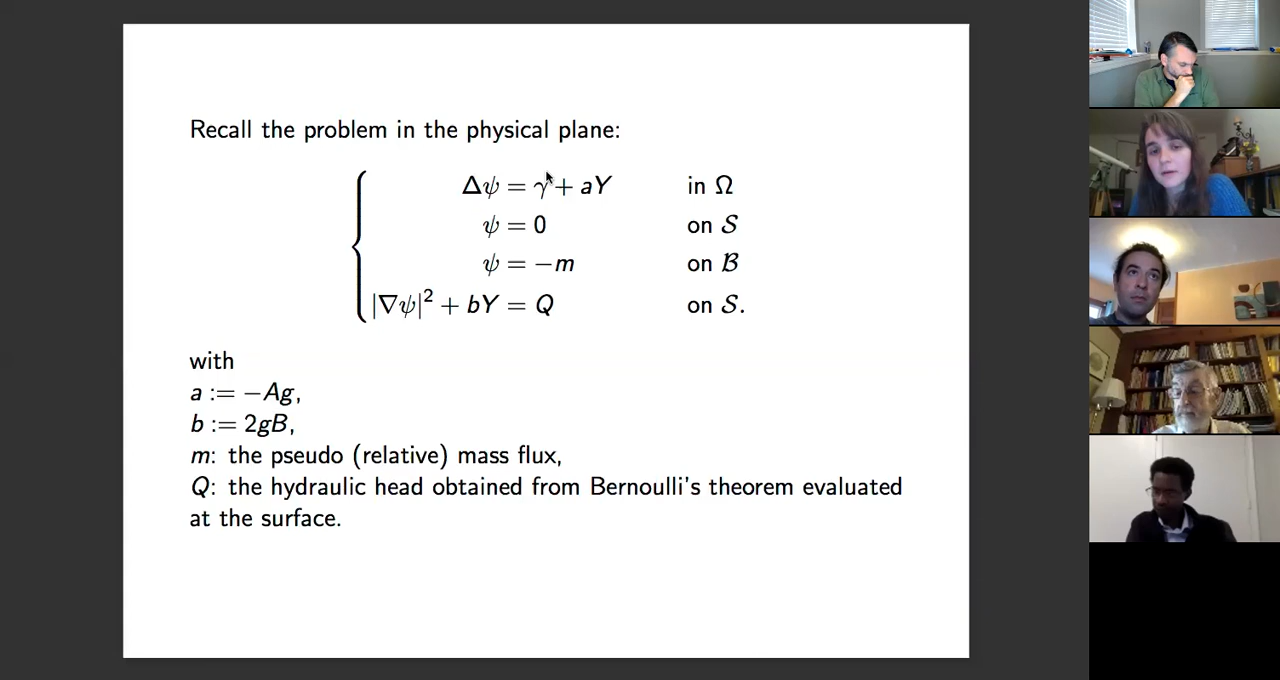 Recall the problem in the physical plane:
Δψ = γ + aY in Ω
ψ = 0 on 𝒮
ψ = −m on ℬ
|∇ψ|² + bY = Q on 𝒮.
with
a := −Ag,
b := 2gB,
m: the pseudo (relative) mass flux,
Q: the hydraulic head obtained from Bernoulli's theorem evaluated
at the surface.